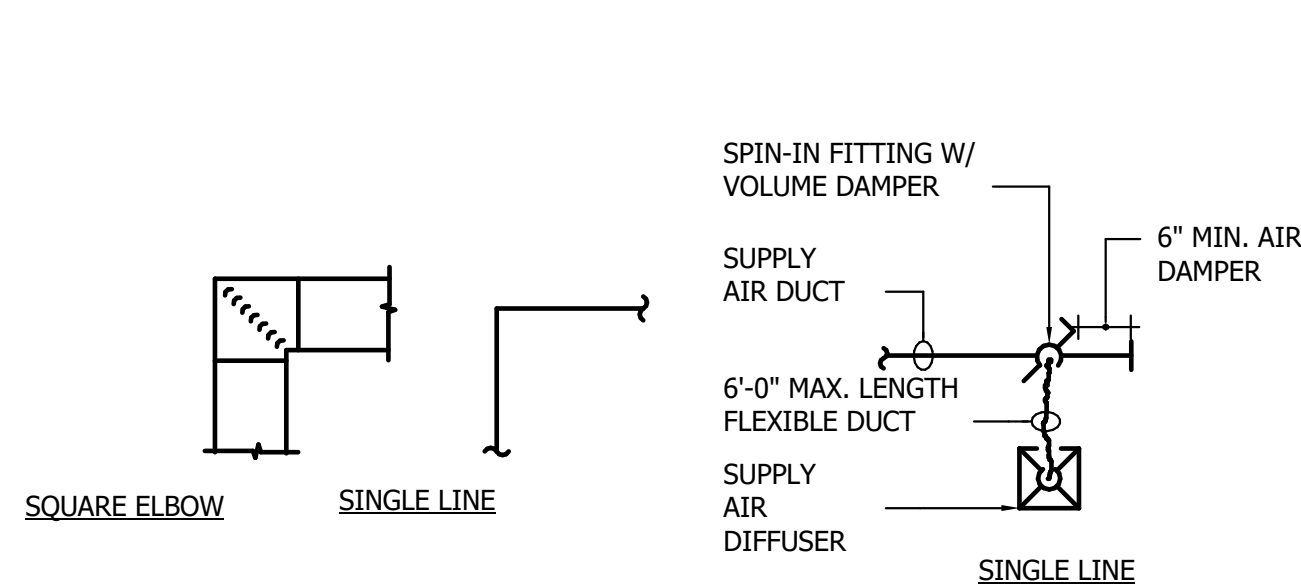 SPIN-IN FITTING W/
VOLUME DAMPER
6" MIN. AIR
DAMPER
SUPPLY
AIR DUCT
6'-0" MAX. LENGTH
FLEXIBLE DUCT
SUPPLY
AIR
DIFFUSER
SQUARE ELBOW
SINGLE LINE
SINGLE LINE